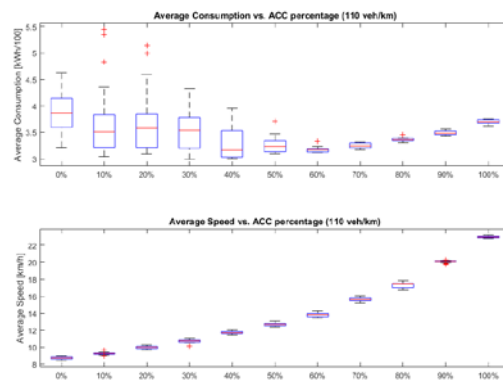 Average Consumption vs. ACC percentage (110 veh/km)
Average Consumption [kWh/100]
5.5
5
4.5
4
3.5
3
0% 10% 20% 30% 40% 50% 60% 70% 80% 90% 100%
Average Speed vs. ACC percentage (110 veh/km)
Average Speed [km/h]
22
20
18
16
14
12
10
8
0% 10% 20% 30% 40% 50% 60% 70% 80% 90% 100%